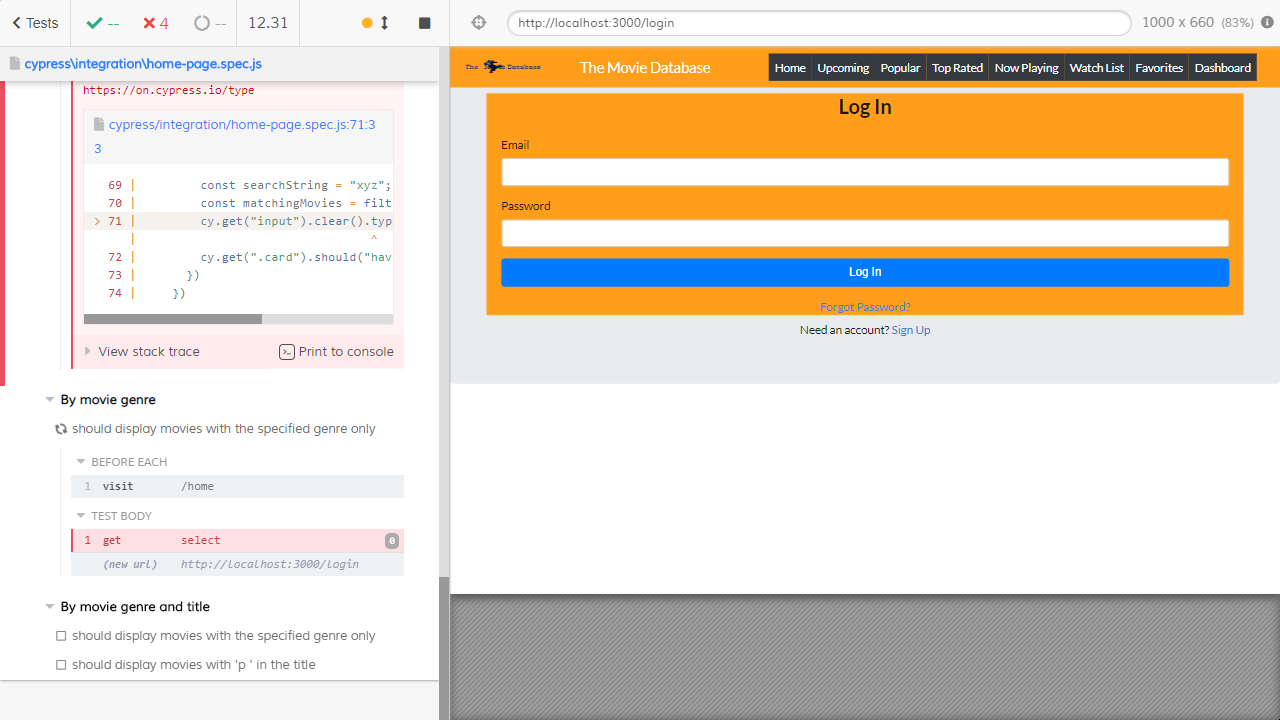 Tests
--
4
--
12.31
http://localhost:3000/login
1000 x 660 (83%)
cypress\integration\home-page.spec.js
https://on.cypress.io/type
cypress/integration/home-page.spec.js:71:3
3
69 | const searchString = "xyz";
70 | const matchingMovies = filt
> 71 | cy.get("input").clear().typ
| ^
72 | cy.get(".card").should("hav
73 | })
74 | })
View stack trace
Print to console
By movie genre
should display movies with the specified genre only
BEFORE EACH
1 visit /home
TEST BODY
1 get select 0
(new url) http://localhost:3000/login
By movie genre and title
should display movies with the specified genre only
should display movies with 'p ' in the title
The Movie Database
Home Upcoming Popular Top Rated Now Playing Watch List Favorites Dashboard
Log In
Email
Password
Log In
Forgot Password?
Need an account? Sign Up